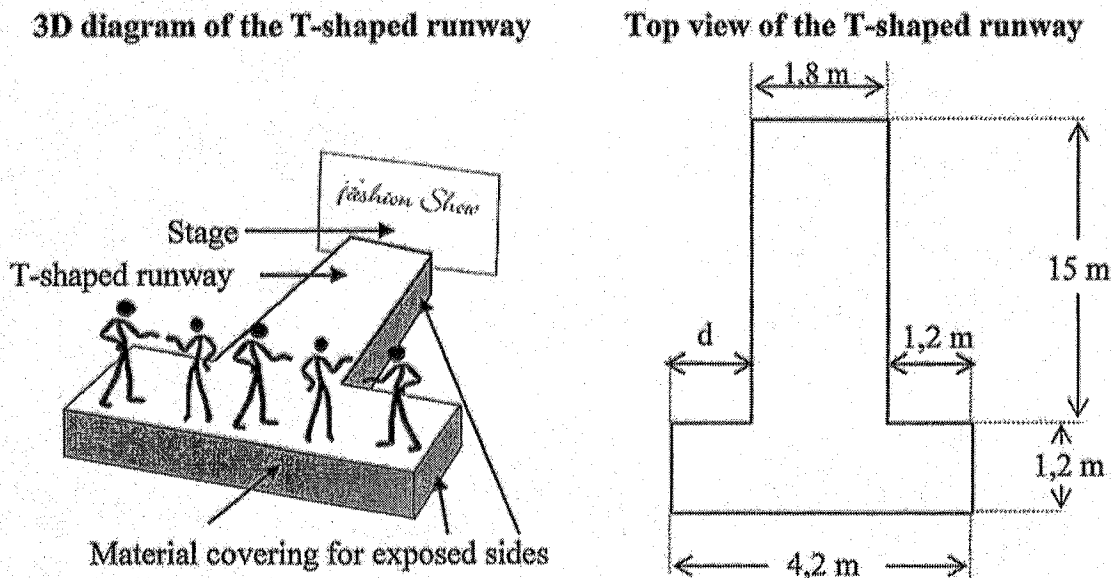 3D diagram of the T-shaped runway
Fashion Show
Stage
T-shaped runway
Material covering for exposed sides
Top view of the T-shaped runway
1,8 m
15 m
d
1,2 m
1,2 m
4,2 m